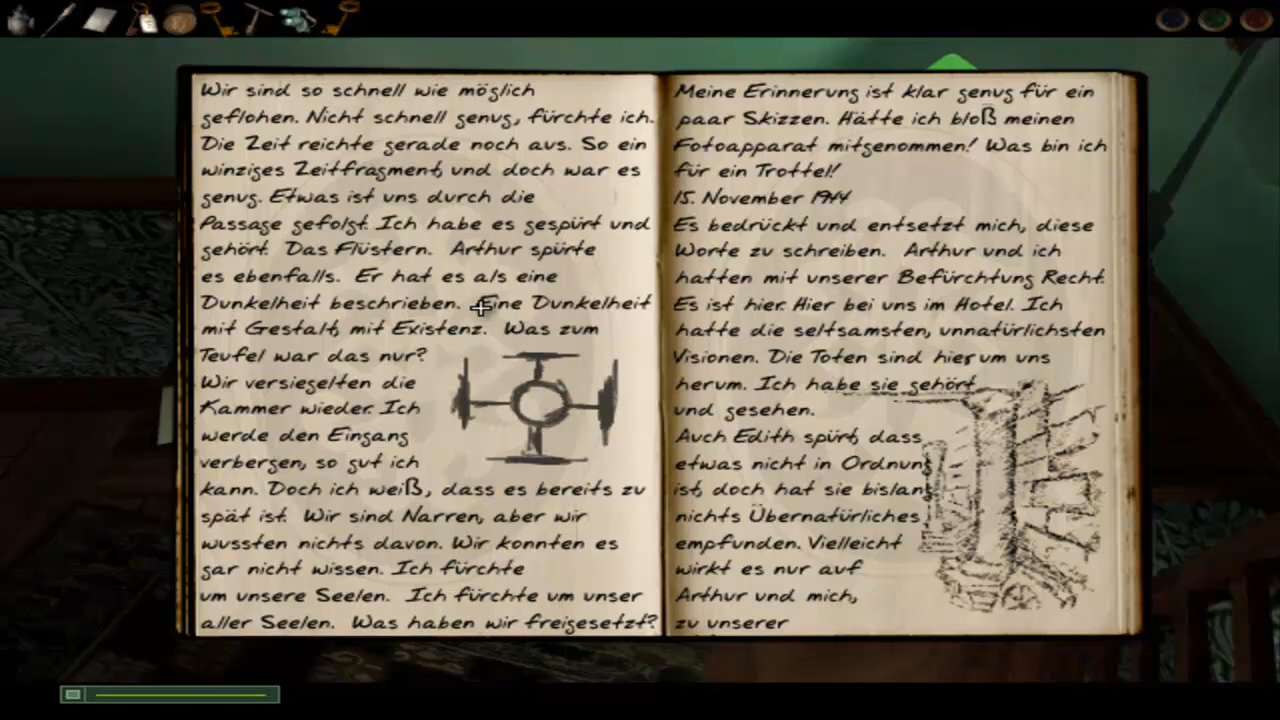 Wir sind so schnell wie möglich
geflohen. Nicht schnell genug, fürchte ich.
Die Zeit reichte gerade noch aus. So ein
winziges Zeitfragment, und doch war es
genug. Etwas ist uns durch die
Passage gefolgt. Ich habe es gespürt und
gehört. Das Flüstern. Arthur spürte
es ebenfalls. Er hat es als eine
Dunkelheit beschrieben. Eine Dunkelheit
mit Gestalt, mit Existenz. Was zum
Teufel war das nur?
Wir versiegelten die
Kammer wieder. Ich
werde den Eingang
verbergen, so gut ich
kann. Doch ich weiß, dass es bereits zu
spät ist. Wir sind Narren, aber wir
wussten nichts davon. Wir konnten es
gar nicht wissen. Ich fürchte
um unsere Seelen. Ich fürchte um unser
aller Seelen. Was haben wir freigesetzt?
Meine Erinnerung ist klar genug für ein
paar Skizzen. Hätte ich bloß meinen
Fotoapparat mitgenommen! Was bin ich
für ein Trottel!
15. November 1944
Es bedrückt und entsetzt mich, diese
Worte zu schreiben. Arthur und ich
hatten mit unserer Befürchtung Recht.
Es ist hier. Hier bei uns im Hotel. Ich
hatte die seltsamsten, unnatürlichsten
Visionen. Die Toten sind hier um uns
herum. Ich habe sie gehört
und gesehen.
Auch Edith spürt, dass
etwas nicht in Ordnung
ist, doch hat sie bislang
nichts Übernatürliches
empfunden. Vielleicht
wirkt es nur auf
Arthur und mich,
zu unserer